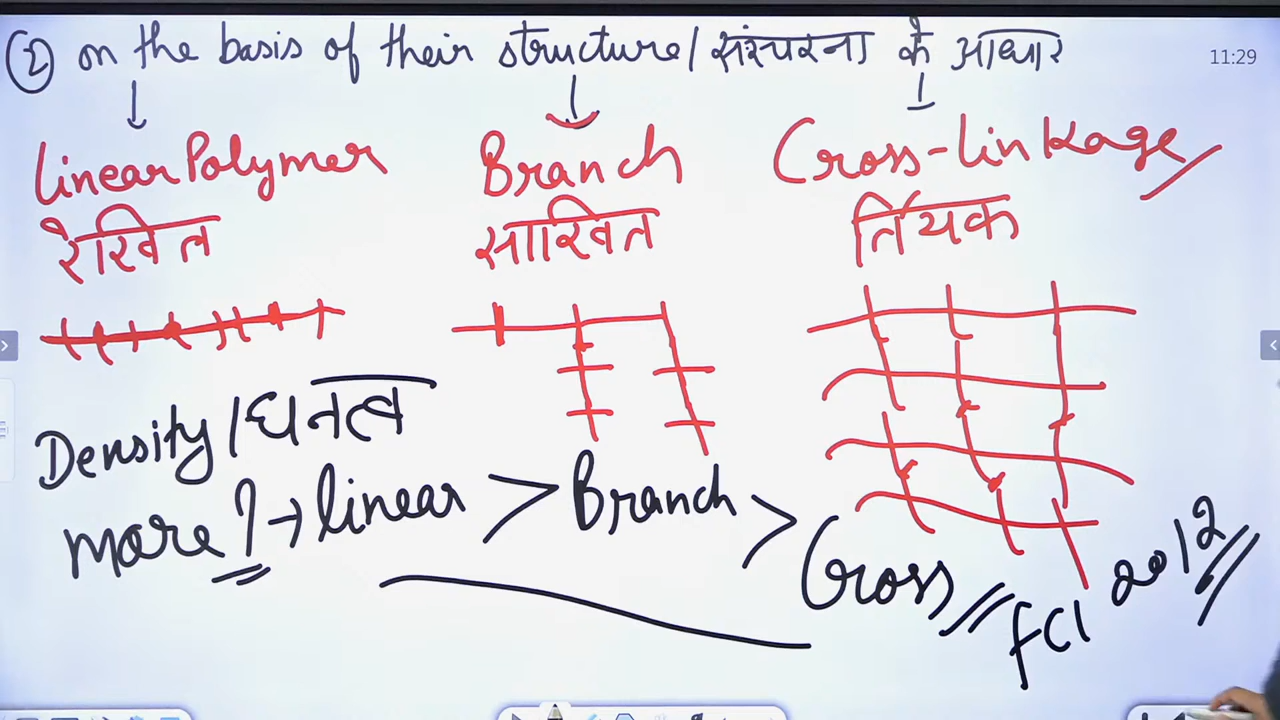 (2) on the basis of their structure/संरचना के आधार
11:29
Linear Polymer Branch Cross-linkage/
रेखित साखित र्तियक
Density/घनत्व
more ? → linear > Branch > Cross // FCI 2012